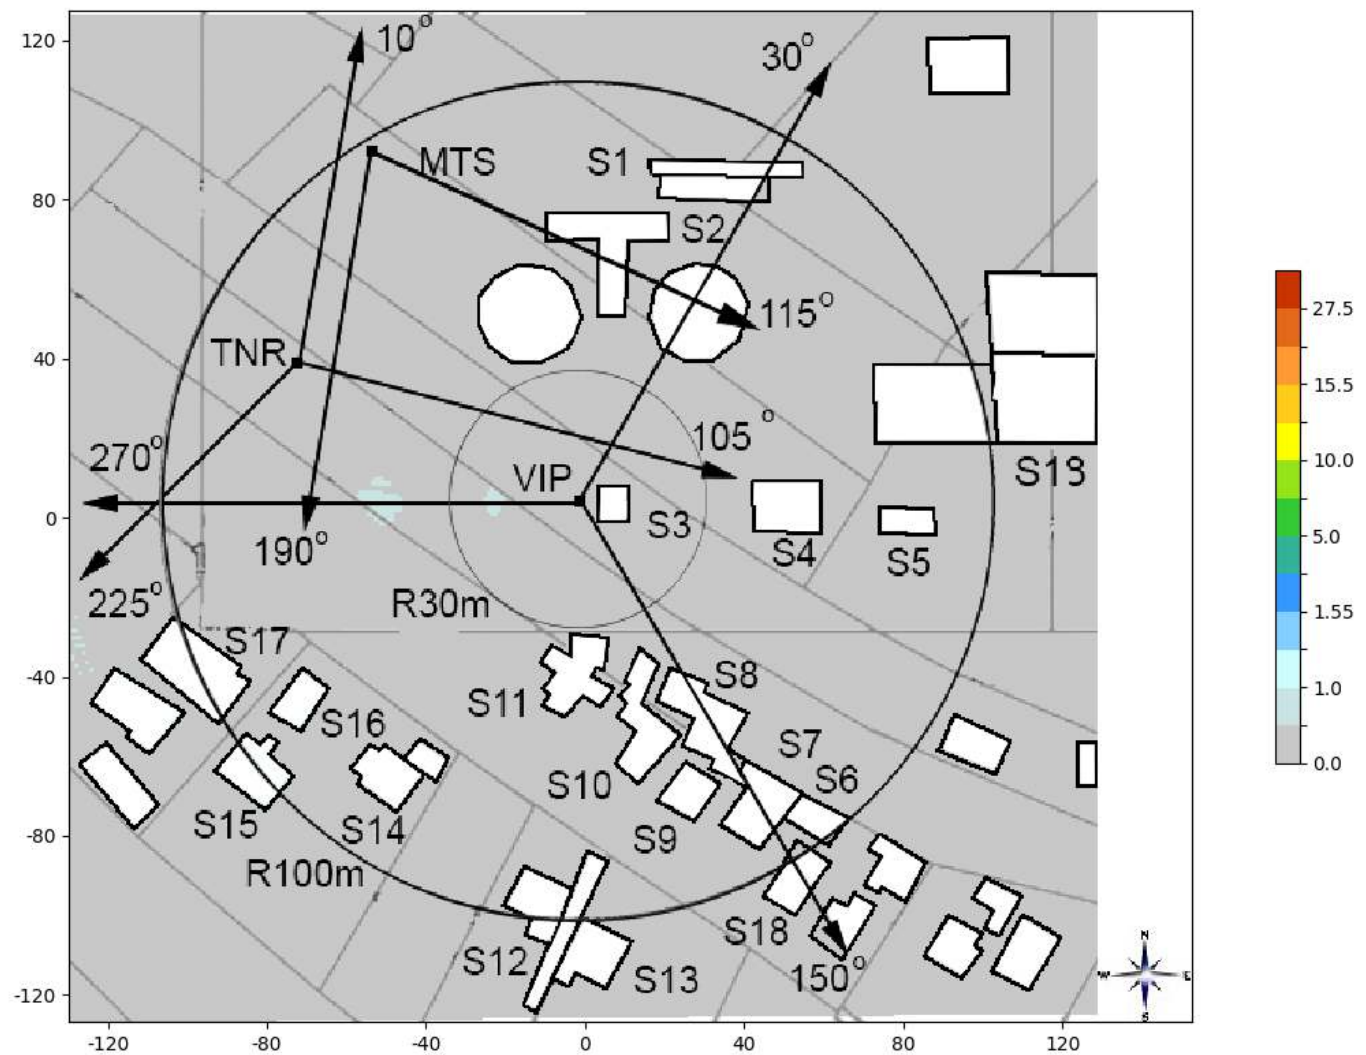 120
80
40
0
-40
-80
-120
-120
-80
-40
0
40
80
120
10°
30°
MTS
S1
S2
115°
TNR
105°
270°
VIP
S3
S4
S5
S13
190°
225°
R30m
S17
S16
S11
S8
S7
S6
S10
S9
S15
S14
R100m
S18
S12
S13
150°
27.5
15.5
10.0
5.0
1.55
1.0
0.0
N
W
E
S